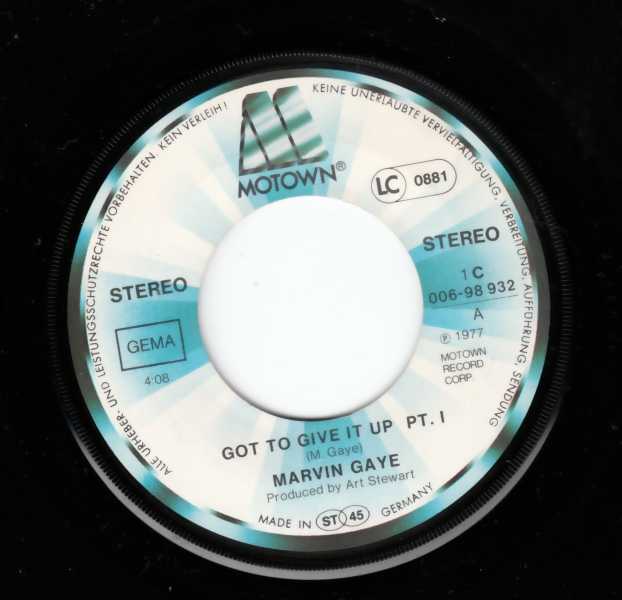 ALLE URHEBER- UND LEISTUNGSSCHUTZRECHTE VORBEHALTEN. KEIN VERLEIH! KEINE UNERLAUBTE VERVIELFÄLTIGUNG, VERBREITUNG, AUFFÜHRUNG, SENDUNG
MOTOWN®
LC 0881
STEREO
STEREO
1 C
006-98 932
GEMA
A
℗ 1977
4:08
MOTOWN
RECORD
CORP.
GOT TO GIVE IT UP PT. I
(M. Gaye)
MARVIN GAYE
Produced by Art Stewart
MADE IN ST 45 GERMANY